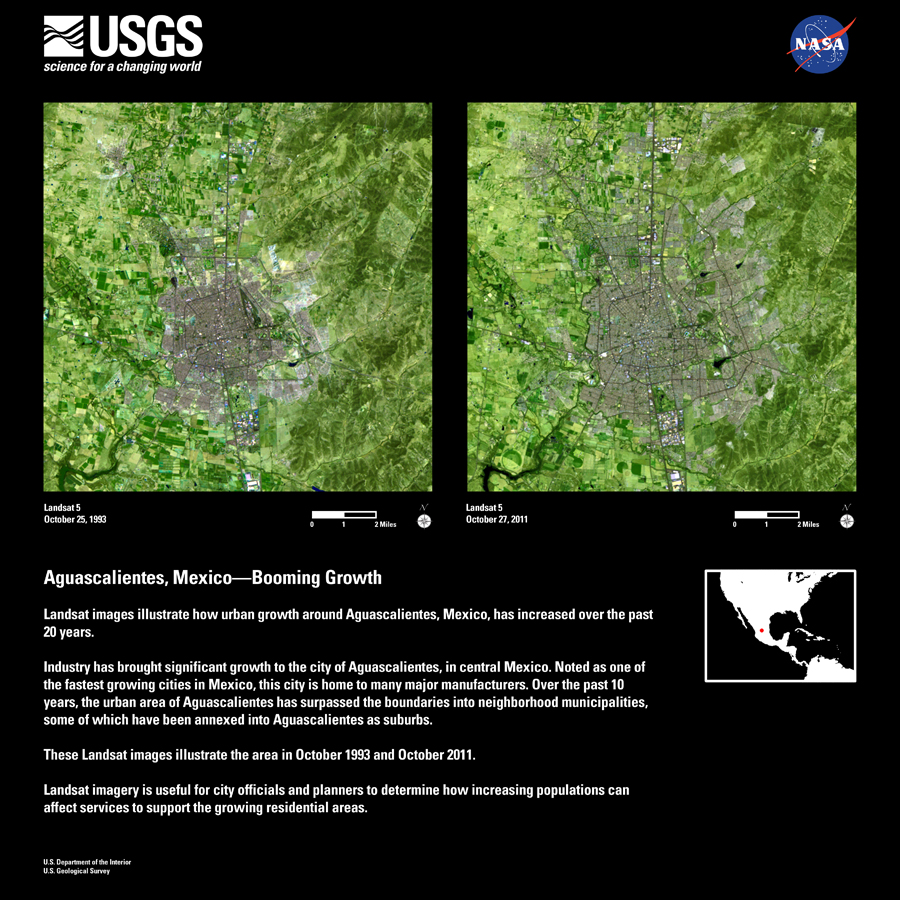 USGS
science for a changing world
NASA
Landsat 5
October 25, 1993
0 1 2 Miles
N
Landsat 5
October 27, 2011
0 1 2 Miles
N
Aguascalientes, Mexico—Booming Growth
Landsat images illustrate how urban growth around Aguascalientes, Mexico, has increased over the past
20 years.
Industry has brought significant growth to the city of Aguascalientes, in central Mexico. Noted as one of
the fastest growing cities in Mexico, this city is home to many major manufacturers. Over the past 10
years, the urban area of Aguascalientes has surpassed the boundaries into neighborhood municipalities,
some of which have been annexed into Aguascalientes as suburbs.
These Landsat images illustrate the area in October 1993 and October 2011.
Landsat imagery is useful for city officials and planners to determine how increasing populations can
affect services to support the growing residential areas.
U.S. Department of the Interior
U.S. Geological Survey